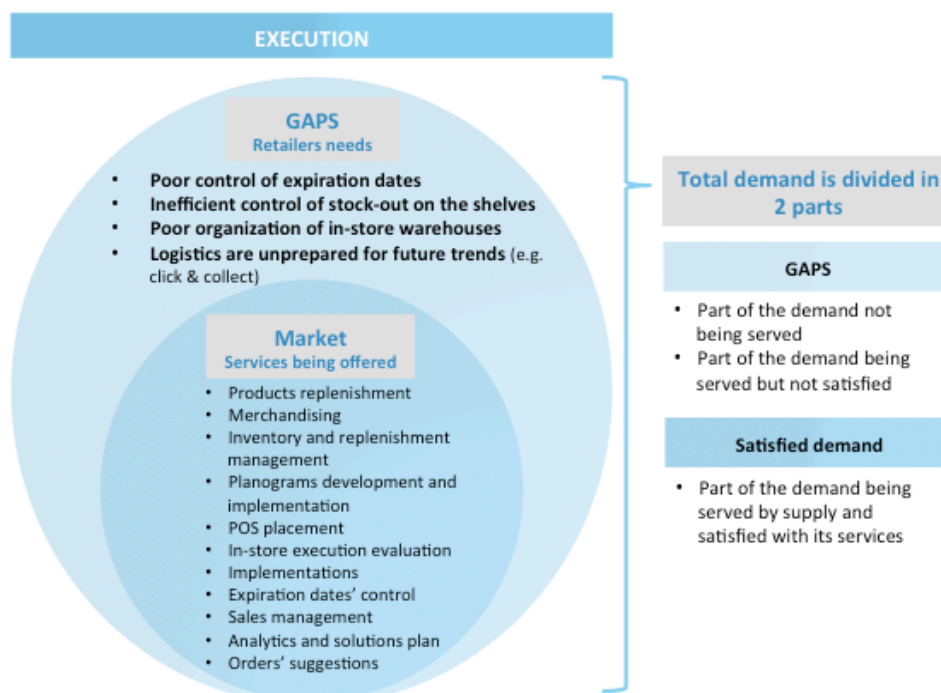 EXECUTION
GAPS
Retailers needs
• Poor control of expiration dates
• Inefficient control of stock-out on the shelves
• Poor organization of in-store warehouses
• Logistics are unprepared for future trends (e.g.
click & collect)
Market
Services being offered
• Products replenishment
• Merchandising
• Inventory and replenishment
management
• Planograms development and
implementation
• POS placement
• In-store execution evaluation
• Implementations
• Expiration dates' control
• Sales management
• Analytics and solutions plan
• Orders' suggestions
Total demand is divided in
2 parts
GAPS
• Part of the demand not
being served
• Part of the demand being
served but not satisfied
Satisfied demand
• Part of the demand being
served by supply and
satisfied with its services